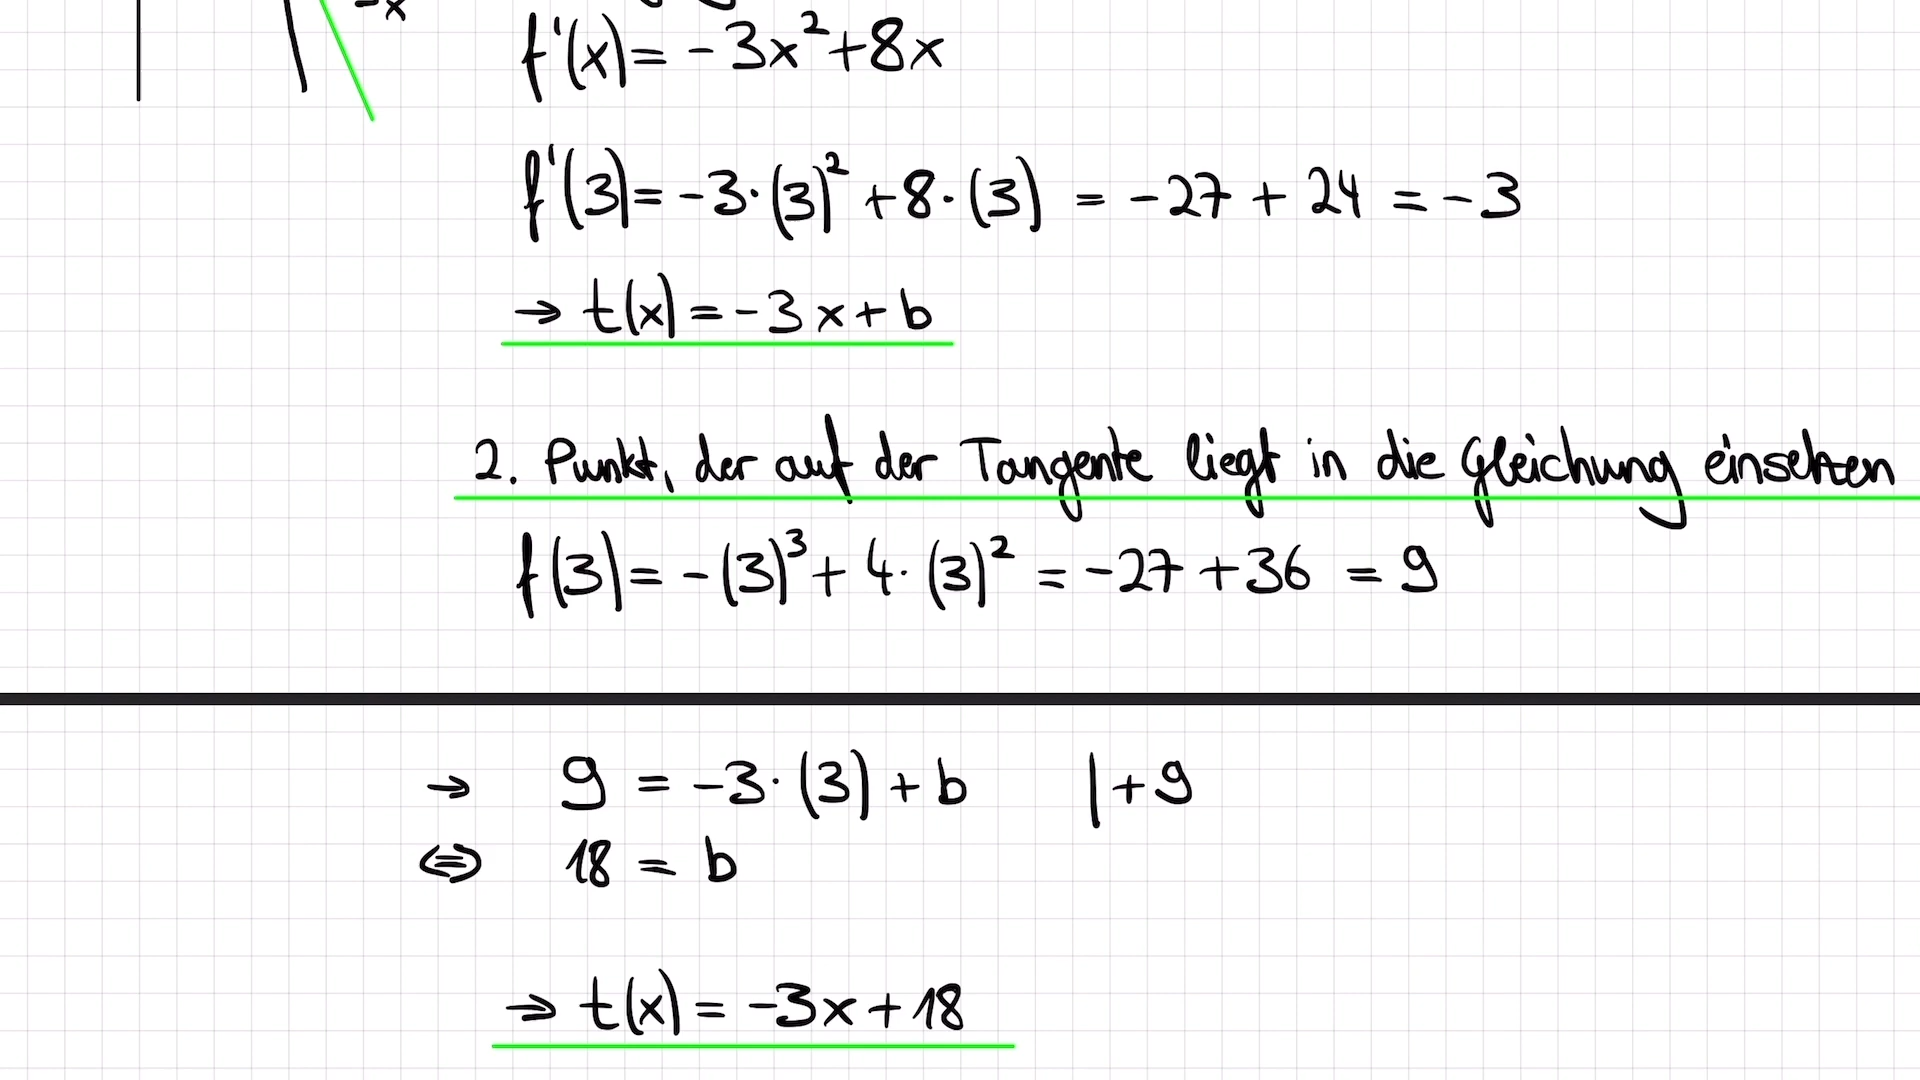 -x
f'(x) = -3x²+8x
f'(3) = -3·(3)² +8·(3) = -27 + 24 = -3
→ t(x) = -3x + b
2. Punkt, der auf der Tangente liegt in die Gleichung einsetzen
f(3) = -(3)³ + 4·(3)² = -27 +36 = 9
→ 9 = -3·(3) + b |+9
⇔ 18 = b
→ t(x) = -3x + 18